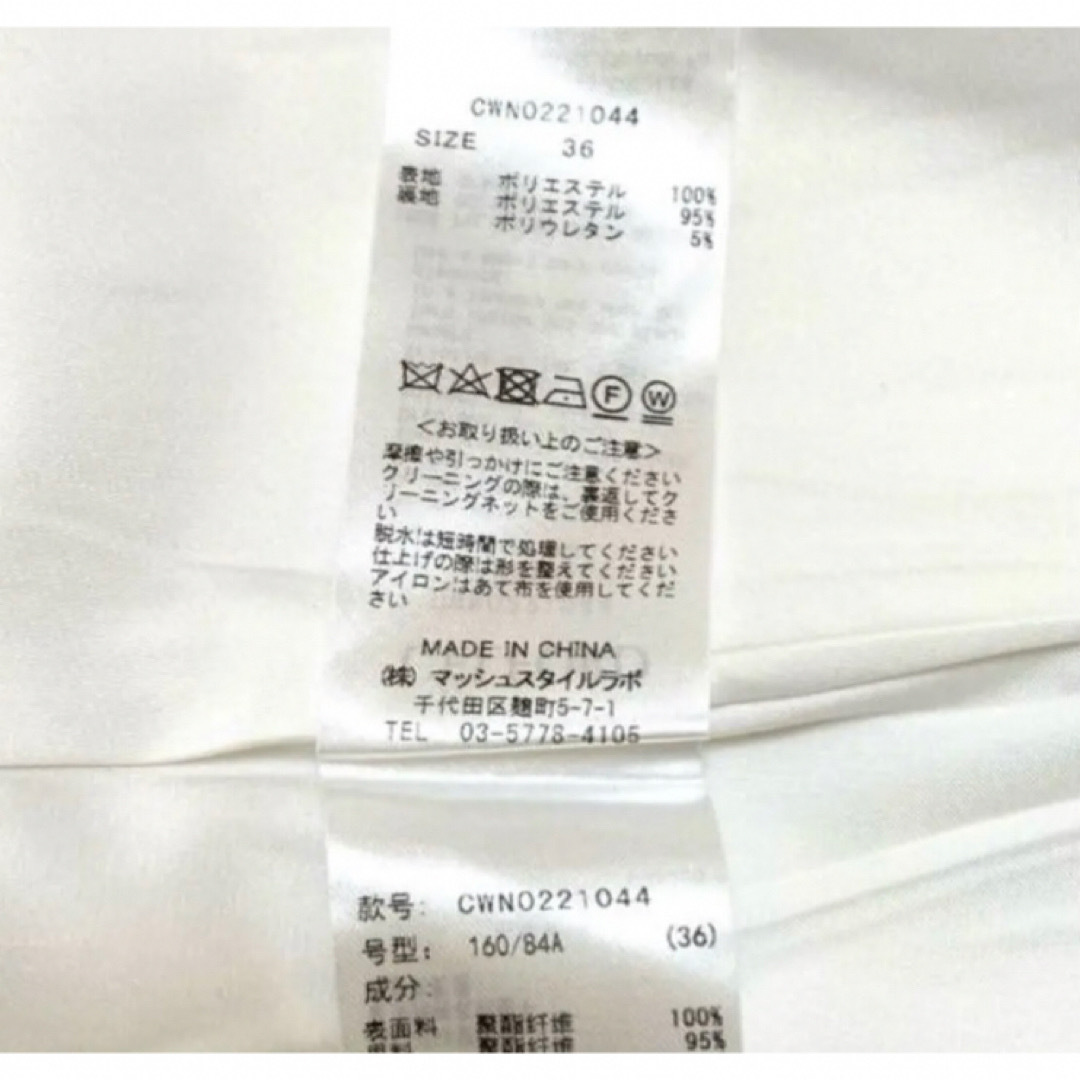 CWNO221044
SIZE 36
表地 ポリエステル 100%
裏地 ポリエステル 95%
ポリウレタン 5%
F W
＜お取り扱い上のご注意＞
摩擦や引っかけにご注意ください
クリーニングの際は、裏返してク
リーニングネットをご使用くださ
い
脱水は短時間で処理してください
仕上げの際は形を整えてください
アイロンはあて布を使用してくだ
さい
MADE IN CHINA
㈱ マッシュスタイルラボ
千代田区麹町5-7-1
TEL 03-5778-4106
款号: CWNO221044
号型: 160/84A (36)
成分:
表面料 聚酯纤维 100%
里料 聚酯纤维 95%